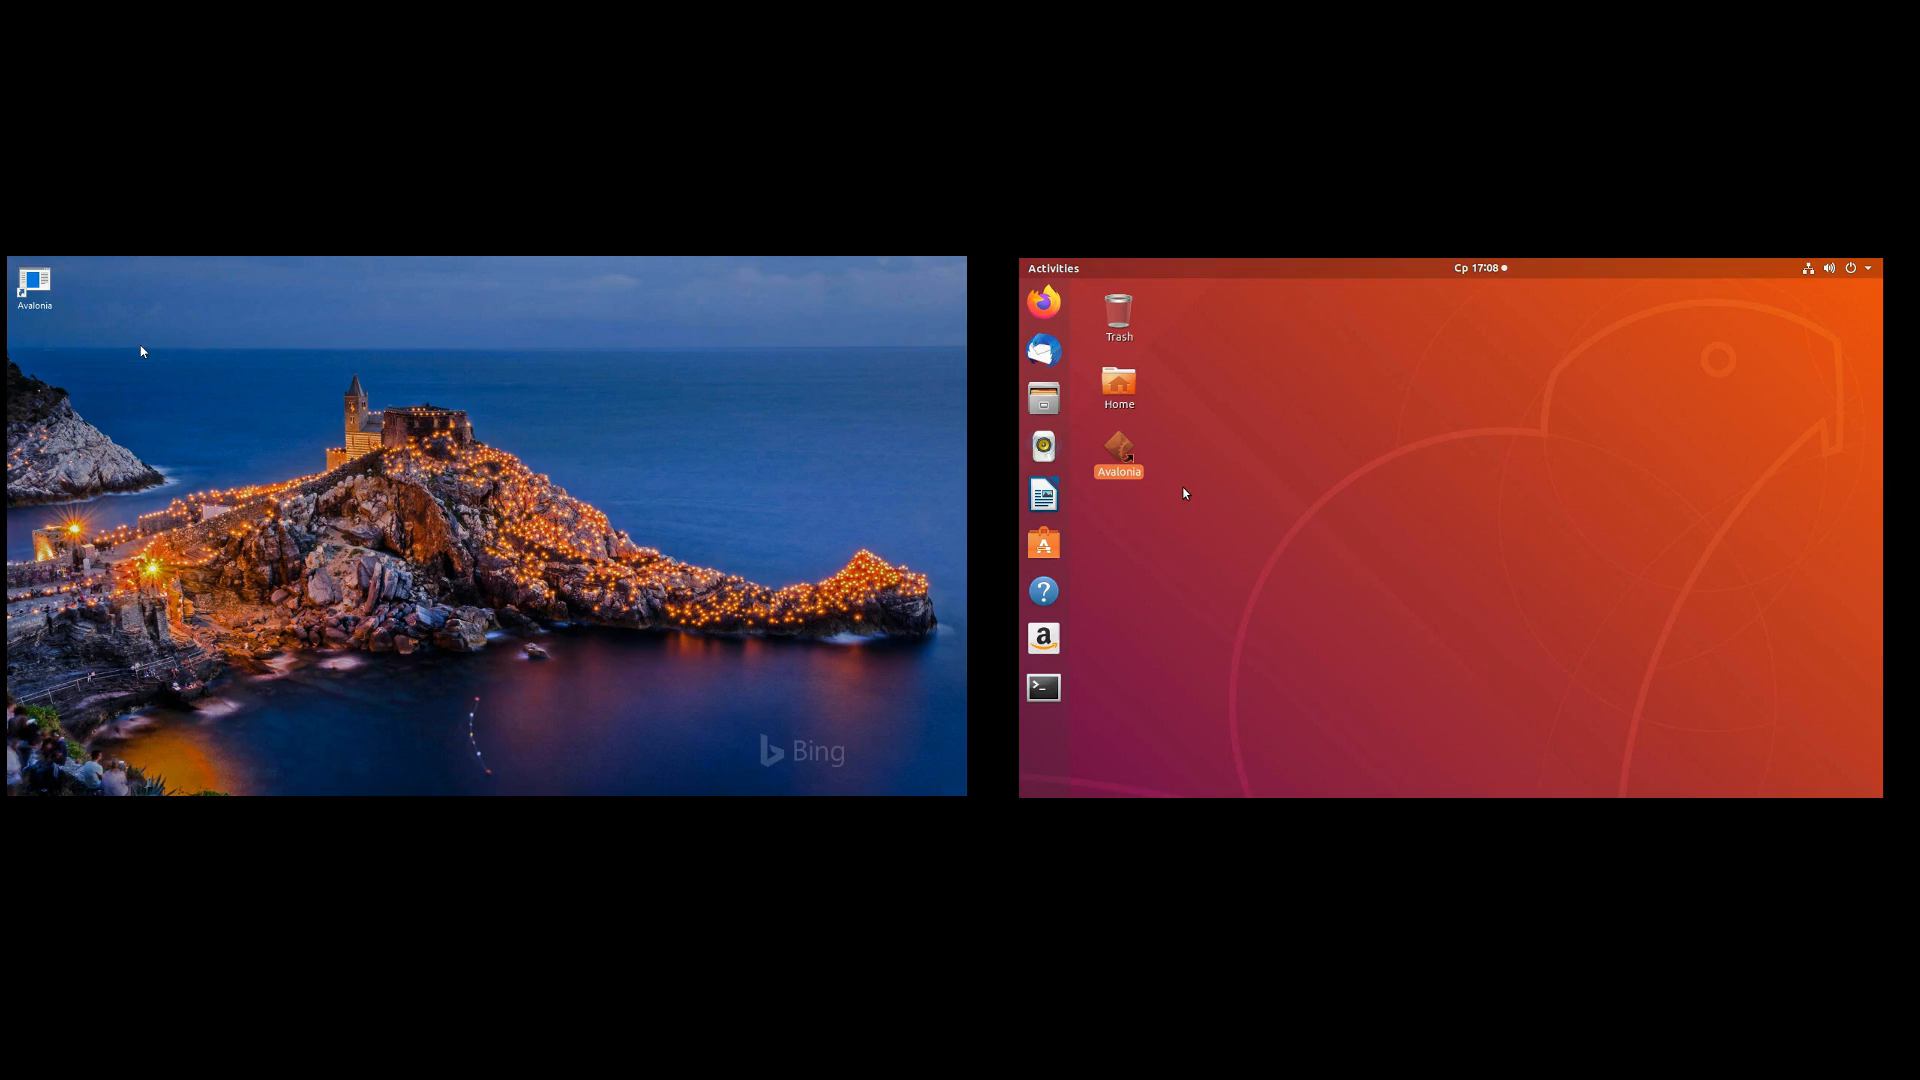 Avalonia
Bing
Activities
Ср 17:08
Trash
Home
Avalonia